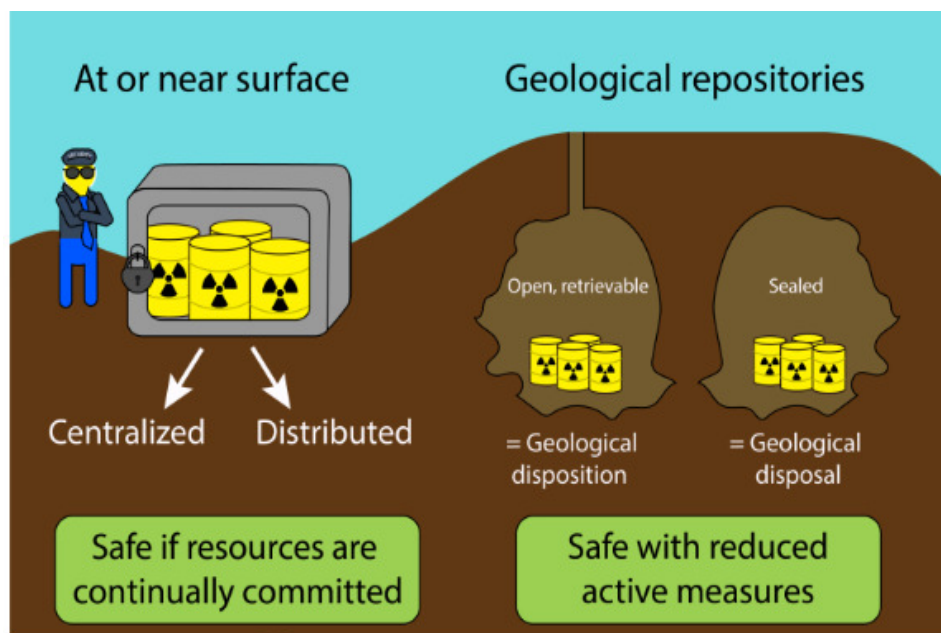 At or near surface
Geological repositories
Open, retrievable
Sealed
Centralized
Distributed
= Geological
disposition
= Geological
disposal
Safe if resources are
continually committed
Safe with reduced
active measures